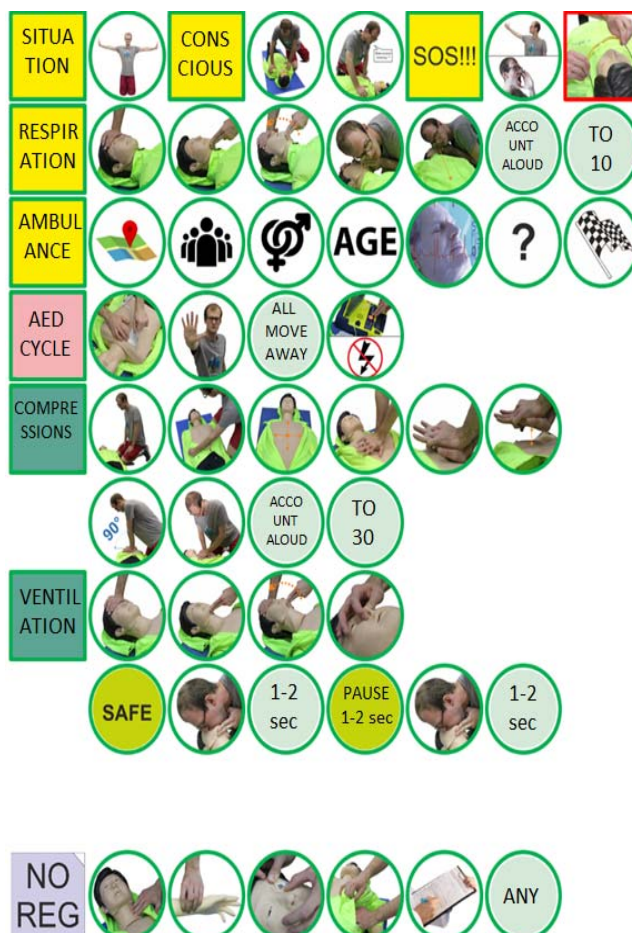 SITUA
TION
CONS
CIOUS
SOS!!!
RESPIR
ATION
ACCO
UNT
ALOUD
TO
10
AMBUL
ANCE
AGE
?
AED
CYCLE
ALL
MOVE
AWAY
COMPRE
SSIONS
90°
ACCO
UNT
ALOUD
TO
30
VENTIL
ATION
SAFE
1-2
sec
PAUSE
1-2 sec
1-2
sec
NO
REG
ANY